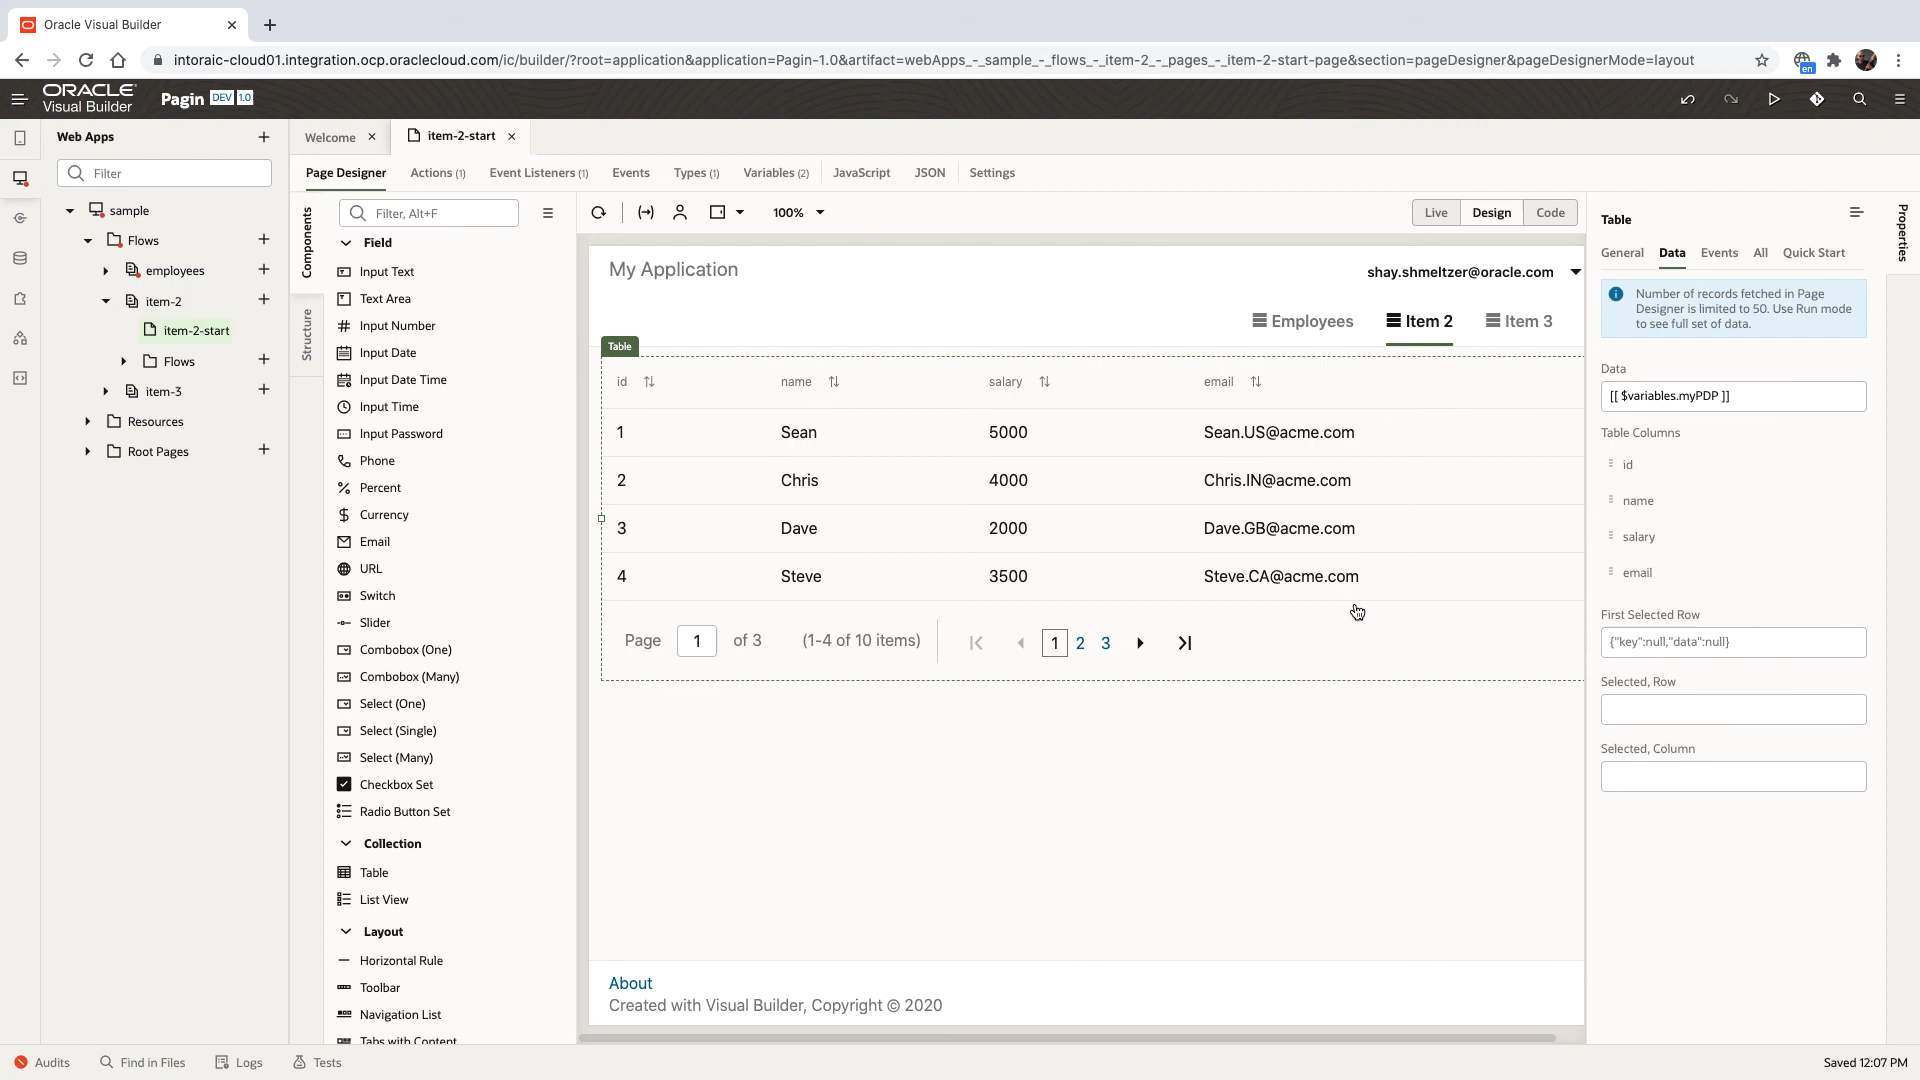 Oracle Visual Builder
intoraic-cloud01.integration.ocp.oraclecloud.com/ic/builder/?root=application&application=Pagin-1.0&artifact=webApps_-_sample_-_flows_-_item-2_-_pages_-_item-2-start-page&section=pageDesigner&pageDesignerMode=layout
en
ORACLE
Visual Builder
Pagin DEV 1.0
Web Apps
Filter
sample
Flows
employees
item-2
item-2-start
Flows
item-3
Resources
Root Pages
Welcome
item-2-start
Page Designer
Actions (1)
Event Listeners (1)
Events
Types (1)
Variables (2)
JavaScript
JSON
Settings
Components
Structure
Filter, Alt+F
Field
Input Text
Text Area
Input Number
Input Date
Input Date Time
Input Time
Input Password
Phone
Percent
Currency
Email
URL
Switch
Slider
Combobox (One)
Combobox (Many)
Select (One)
Select (Single)
Select (Many)
Checkbox Set
Radio Button Set
Collection
Table
List View
Layout
Horizontal Rule
Toolbar
Navigation List
Tabs with Content
100%
Live
Design
Code
My Application
shay.shmeltzer@oracle.com
Employees
Item 2
Item 3
Table
id name salary email
1 Sean 5000 Sean.US@acme.com
2 Chris 4000 Chris.IN@acme.com
3 Dave 2000 Dave.GB@acme.com
4 Steve 3500 Steve.CA@acme.com
Page 1 of 3 (1-4 of 10 items) 1 2 3
About
Created with Visual Builder, Copyright © 2020
Table
Properties
General
Data
Events
All
Quick Start
Number of records fetched in Page
Designer is limited to 50. Use Run mode
to see full set of data.
Data
[[ $variables.myPDP ]]
Table Columns
id
name
salary
email
First Selected Row
{"key":null,"data":null}
Selected, Row
Selected, Column
Audits
Find in Files
Logs
Tests
Saved 12:07 PM